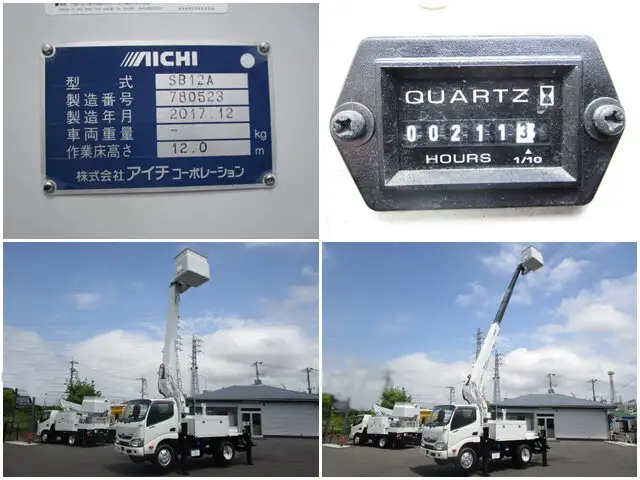 AICHI
型 式 SB12A
製造番号 780523
製造年月 2017.12
車両重量 - kg
作業床高さ 12.0 m
株式会社 アイチ コーポレーション
QUARTZ
002113
HOURS 1/10